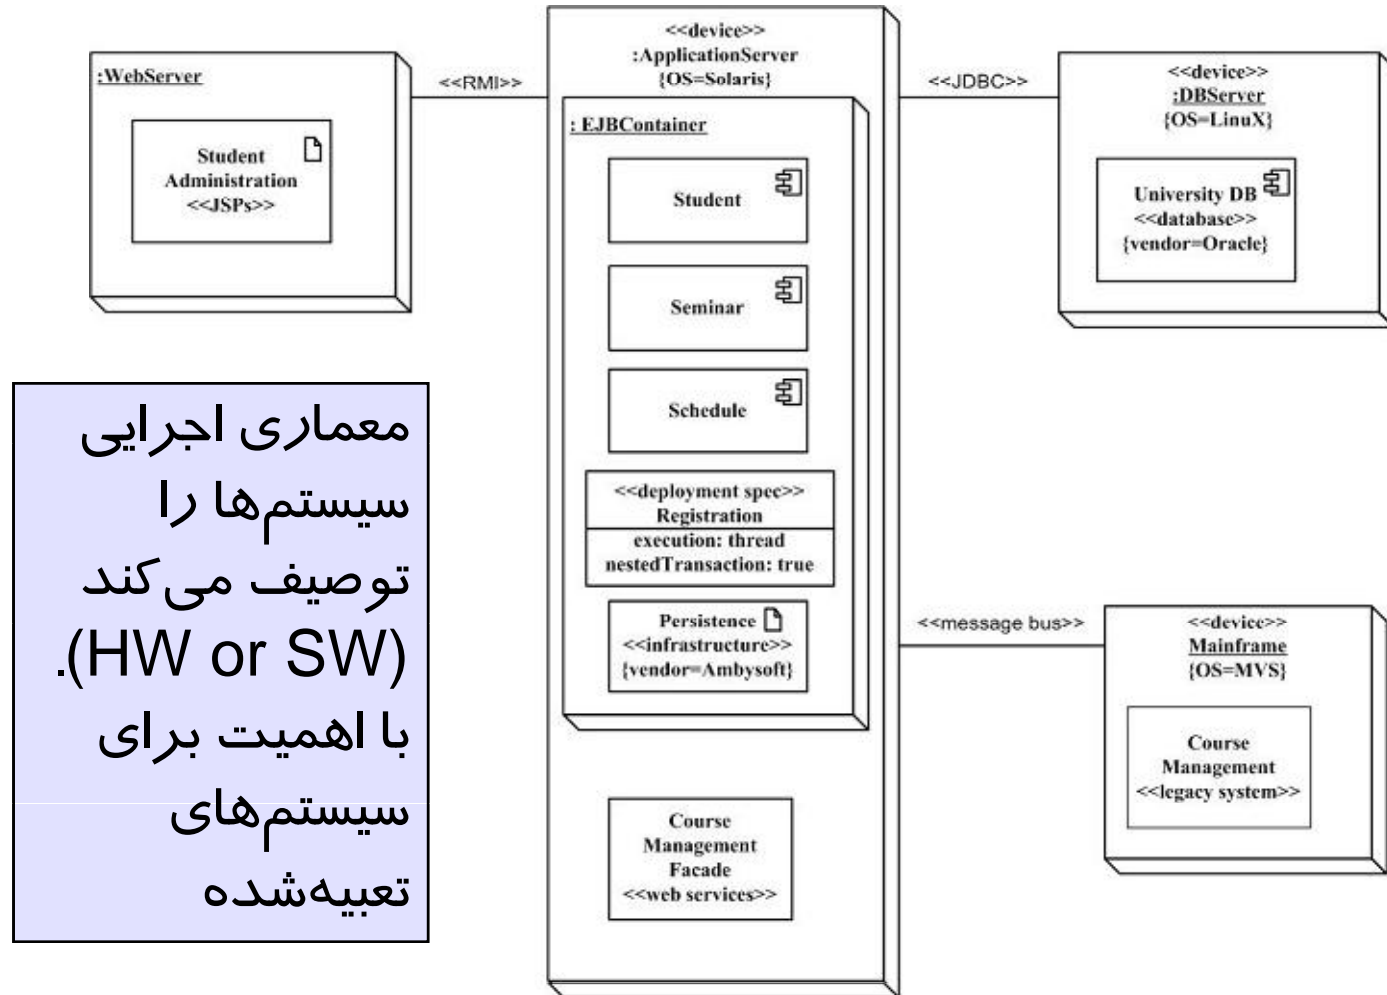 :WebServer
Student
Administration
<<JSPs>>
<<RMI>>
<<device>>
:ApplicationServer
{OS=Solaris}
: EJBContainer
Student
Seminar
Schedule
<<deployment spec>>
Registration
execution: thread
nestedTransaction: true
Persistence
<<infrastructure>>
{vendor=Ambysoft}
Course
Management
Facade
<<web services>>
<<JDBC>>
<<device>>
:DBServer
{OS=LinuX}
University DB
<<database>>
{vendor=Oracle}
<<message bus>>
<<device>>
Mainframe
{OS=MVS}
Course
Management
<<legacy system>>
معماری اجرایی
سیستم‌ها را
توصیف می‌کند
(HW or SW).
با اهمیت برای
سیستم‌های
تعبیه‌شده